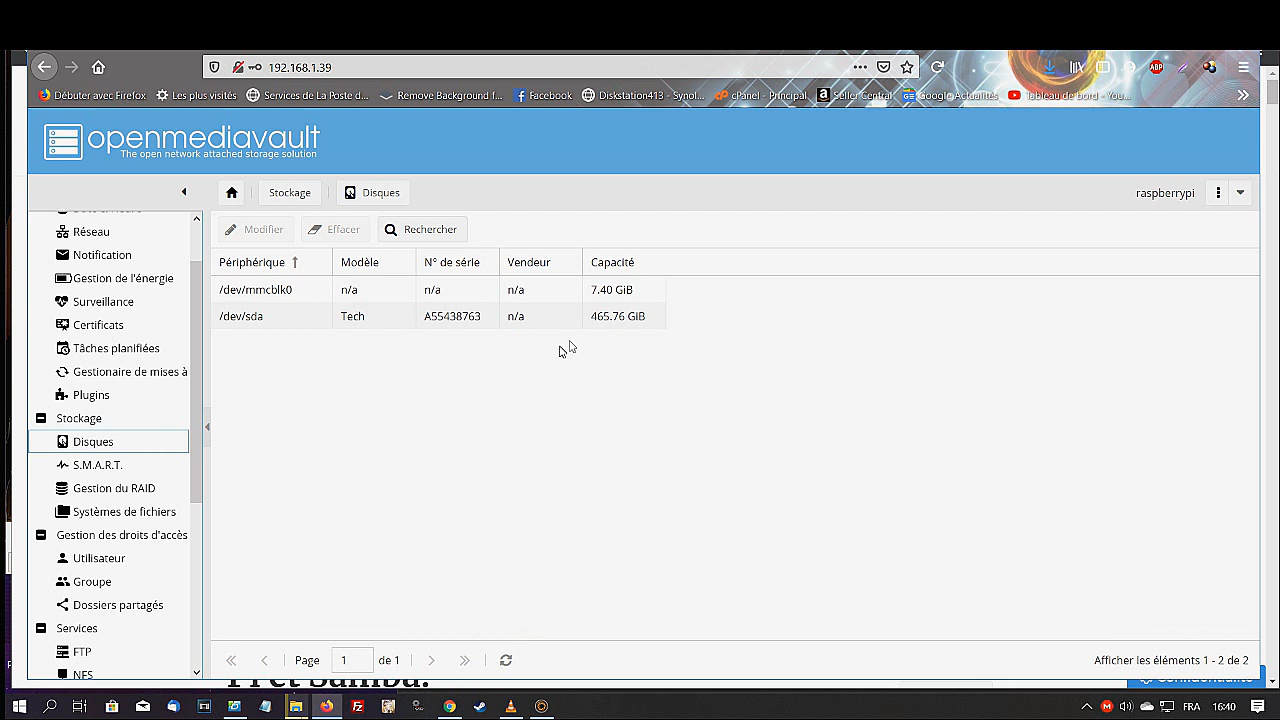 192.168.1.39
Débuter avec Firefox
Les plus visités
Services de La Poste d...
Remove Background f...
Facebook
Diskstation413 - Synol...
cPanel - Principal
Seller Central
Google Actualités
Tableau de bord - You...
openmediavault
The open network attached storage solution
Stockage
Disques
raspberrypi
Modifier
Effacer
Rechercher
Périphérique
Modèle
N° de série
Vendeur
Capacité
/dev/mmcblk0
n/a
n/a
n/a
7.40 GiB
/dev/sda
Tech
A55438763
n/a
465.76 GiB
Réseau
Notification
Gestion de l'énergie
Surveillance
Certificats
Tâches planifiées
Gestionaire de mises à
Plugins
Stockage
Disques
S.M.A.R.T.
Gestion du RAID
Systèmes de fichiers
Gestion des droits d'accès
Utilisateur
Groupe
Dossiers partagés
Services
FTP
NFS
Page
1
de 1
Afficher les éléments 1 - 2 de 2
FRA
16:40